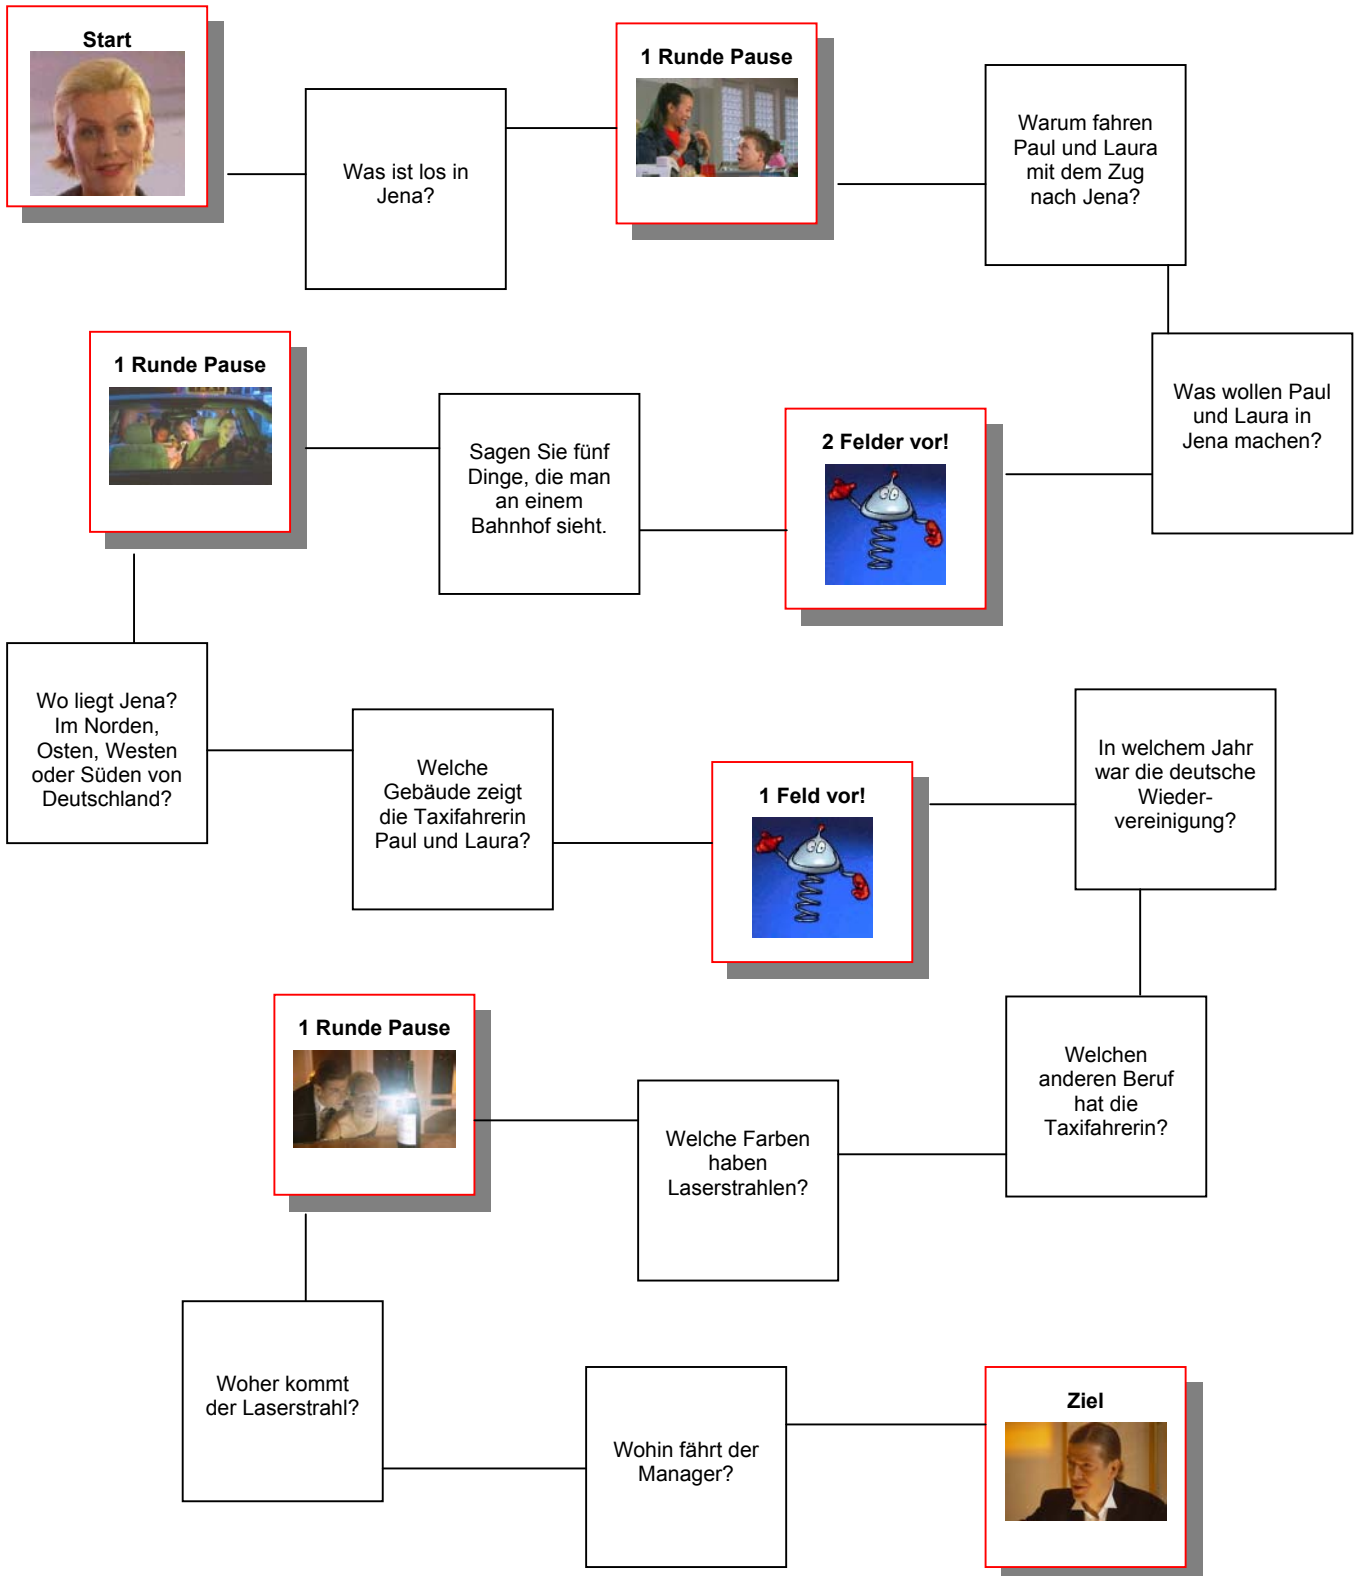 Start
Was ist los in
Jena?
1 Runde Pause
Warum fahren
Paul und Laura
mit dem Zug
nach Jena?
Was wollen Paul
und Laura in
Jena machen?
2 Felder vor!
Sagen Sie fünf
Dinge, die man
an einem
Bahnhof sieht.
1 Runde Pause
Wo liegt Jena?
Im Norden,
Osten, Westen
oder Süden von
Deutschland?
Welche
Gebäude zeigt
die Taxifahrerin
Paul und Laura?
1 Feld vor!
In welchem Jahr
war die deutsche
Wieder-
vereinigung?
Welchen
anderen Beruf
hat die
Taxifahrerin?
Welche Farben
haben
Laserstrahlen?
1 Runde Pause
Woher kommt
der Laserstrahl?
Wohin fährt der
Manager?
Ziel